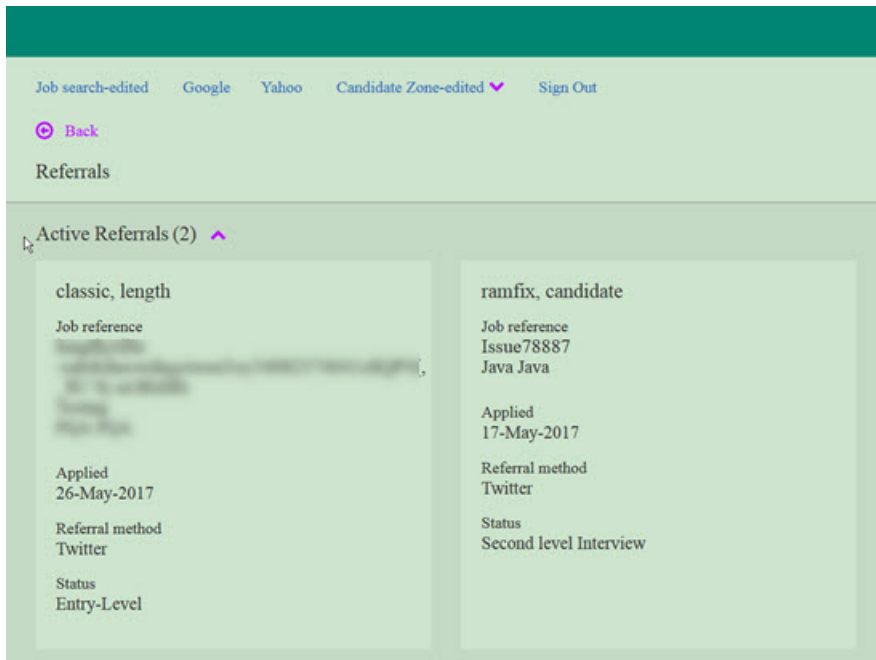 Job search-edited Google Yahoo Candidate Zone-edited Sign Out
Back
Referrals
Active Referrals (2)
classic, length
Job reference
,
Applied
26-May-2017
Referral method
Twitter
Status
Entry-Level
ramfix, candidate
Job reference
Issue78887
Java Java
Applied
17-May-2017
Referral method
Twitter
Status
Second level Interview